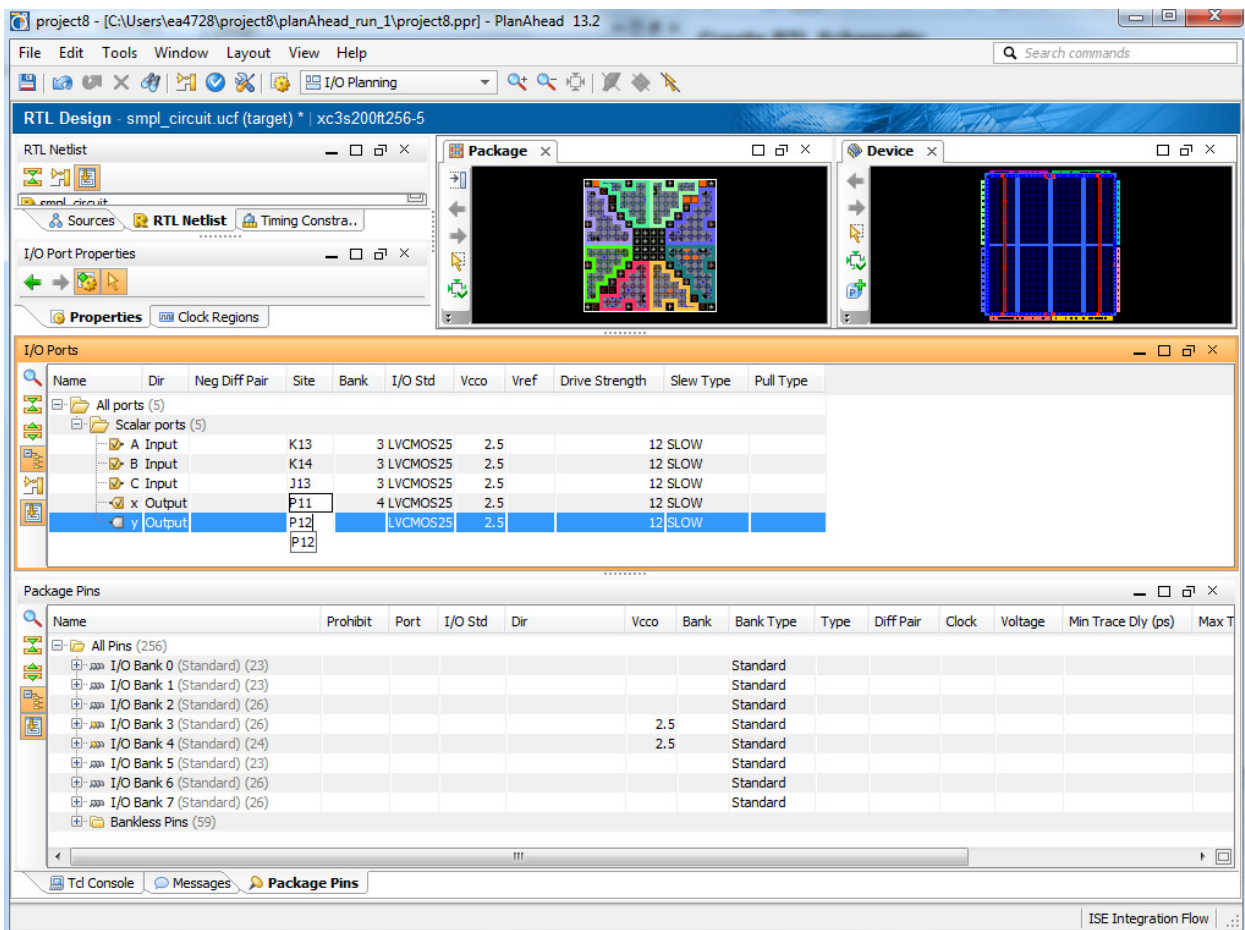 project8 - [C:\Users\ea4728\project8\planAhead_run_1\project8.ppr] - PlanAhead 13.2
File Edit Tools Window Layout View Help
Search commands
I/O Planning
RTL Design - smpl_circuit.ucf (target) * | xc3s200ft256-5
RTL Netlist
smpl_circuit
Sources RTL Netlist Timing Constra..
I/O Port Properties
Properties Clock Regions
Package
Device
I/O Ports
Name Dir Neg Diff Pair Site Bank I/O Std Vcco Vref Drive Strength Slew Type Pull Type
All ports (5)
Scalar ports (5)
A Input K13 3 LVCMOS25 2.5 12 SLOW
B Input K14 3 LVCMOS25 2.5 12 SLOW
C Input J13 3 LVCMOS25 2.5 12 SLOW
x Output P11 4 LVCMOS25 2.5 12 SLOW
y Output P12 LVCMOS25 2.5 12 SLOW
P12
Package Pins
Name Prohibit Port I/O Std Dir Vcco Bank Bank Type Type Diff Pair Clock Voltage Min Trace Dly (ps) Max T
All Pins (256)
I/O Bank 0 (Standard) (23) Standard
I/O Bank 1 (Standard) (23) Standard
I/O Bank 2 (Standard) (26) Standard
I/O Bank 3 (Standard) (26) 2.5 Standard
I/O Bank 4 (Standard) (24) 2.5 Standard
I/O Bank 5 (Standard) (23) Standard
I/O Bank 6 (Standard) (26) Standard
I/O Bank 7 (Standard) (26) Standard
Bankless Pins (59)
Tcl Console Messages Package Pins
ISE Integration Flow